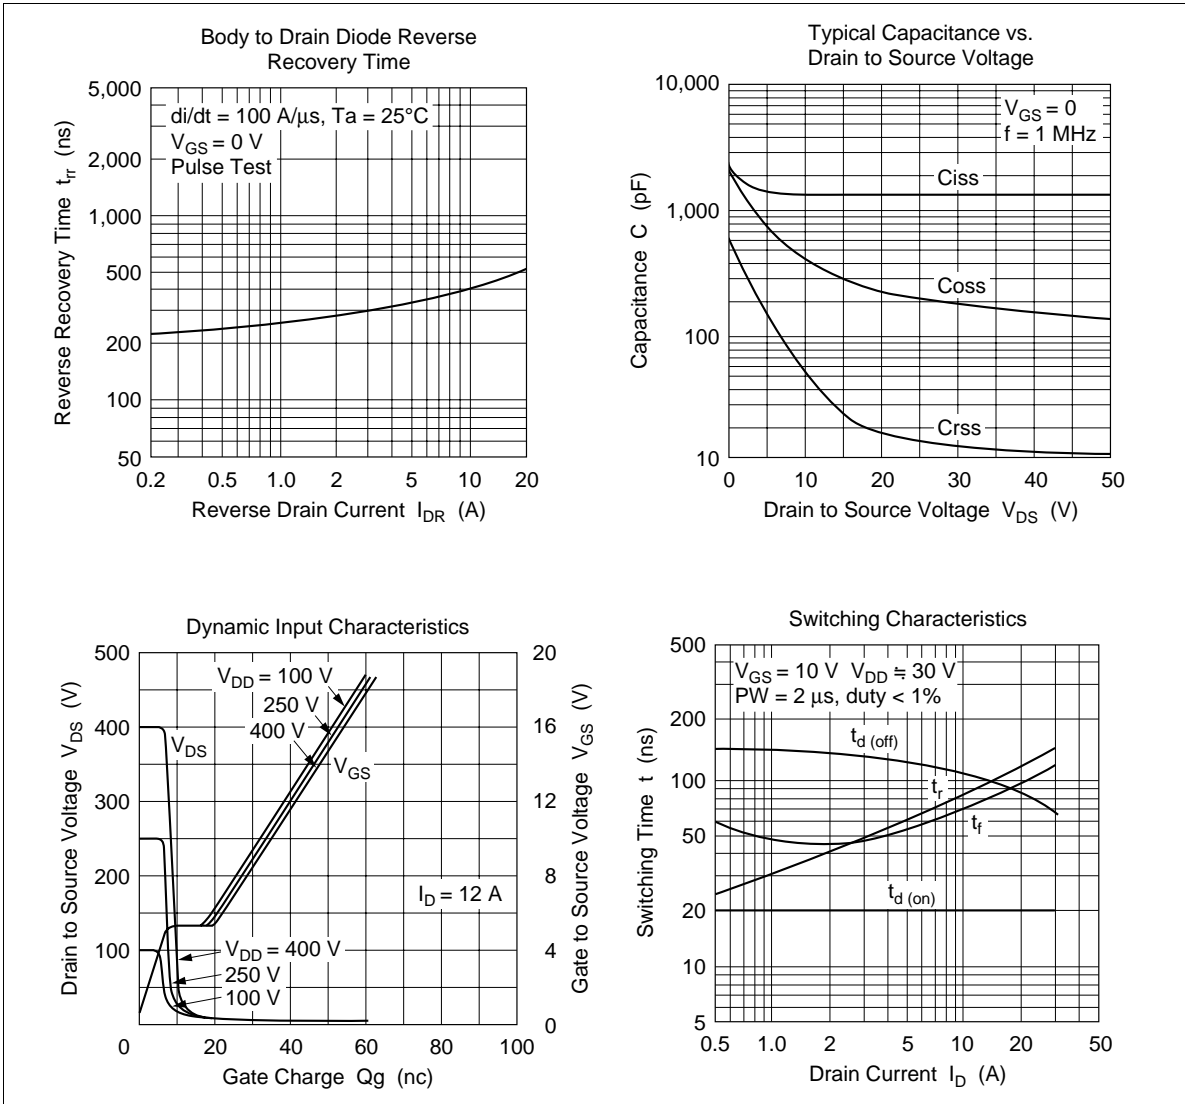 Body to Drain Diode Reverse
Recovery Time
5,000
2,000
1,000
500
200
100
50
Reverse Recovery Time trr (ns)
di/dt = 100 A/μs, Ta = 25°C
VGS = 0 V
Pulse Test
0.2 0.5 1.0 2 5 10 20
Reverse Drain Current IDR (A)
Typical Capacitance vs.
Drain to Source Voltage
10,000
1,000
100
10
Capacitance C (pF)
VGS = 0
f = 1 MHz
Ciss
Coss
Crss
0 10 20 30 40 50
Drain to Source Voltage VDS (V)
Dynamic Input Characteristics
500
400
300
200
100
0
Drain to Source Voltage VDS (V)
VDD = 100 V
250 V
400 V
VDS
VGS
ID = 12 A
VDD = 400 V
250 V
100 V
20
16
12
8
4
0
Gate to Source Voltage VGS (V)
20 40 60 80 100
Gate Charge Qg (nc)
Switching Characteristics
500
200
100
50
20
10
5
Switching Time t (ns)
VGS = 10 V VDD ≒ 30 V
PW = 2 μs, duty < 1%
td (off)
tr
tf
td (on)
0.5 1.0 2 5 10 20 50
Drain Current ID (A)